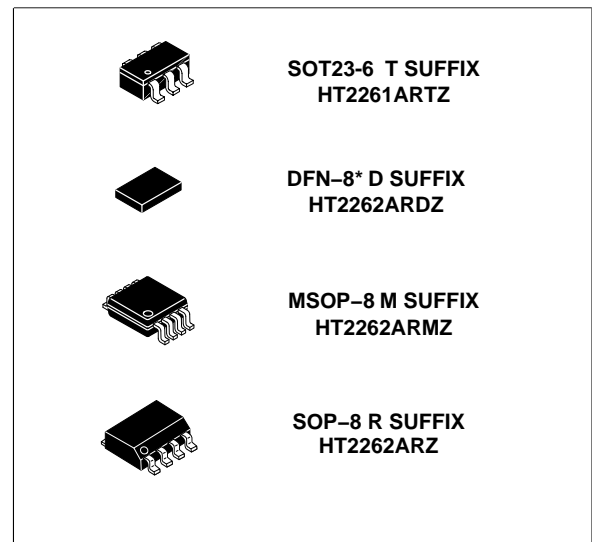 SOT23-6 T SUFFIX
HT2261ARTZ
DFN–8* D SUFFIX
HT2262ARDZ
MSOP–8 M SUFFIX
HT2262ARMZ
SOP–8 R SUFFIX
HT2262ARZ